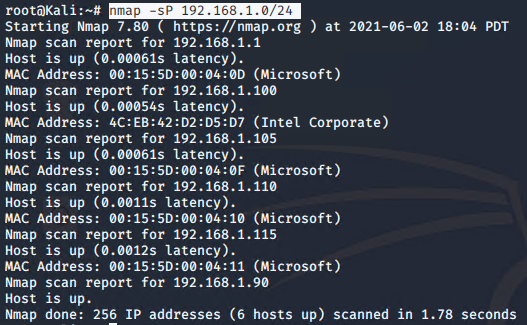 root@Kali:~# nmap -sP 192.168.1.0/24
Starting Nmap 7.80 ( https://nmap.org ) at 2021-06-02 18:04 PDT
Nmap scan report for 192.168.1.1
Host is up (0.00061s latency).
MAC Address: 00:15:5D:00:04:0D (Microsoft)
Nmap scan report for 192.168.1.100
Host is up (0.00054s latency).
MAC Address: 4C:EB:42:D2:D5:D7 (Intel Corporate)
Nmap scan report for 192.168.1.105
Host is up (0.00061s latency).
MAC Address: 00:15:5D:00:04:0F (Microsoft)
Nmap scan report for 192.168.1.110
Host is up (0.0011s latency).
MAC Address: 00:15:5D:00:04:10 (Microsoft)
Nmap scan report for 192.168.1.115
Host is up (0.0012s latency).
MAC Address: 00:15:5D:00:04:11 (Microsoft)
Nmap scan report for 192.168.1.90
Host is up.
Nmap done: 256 IP addresses (6 hosts up) scanned in 1.78 seconds